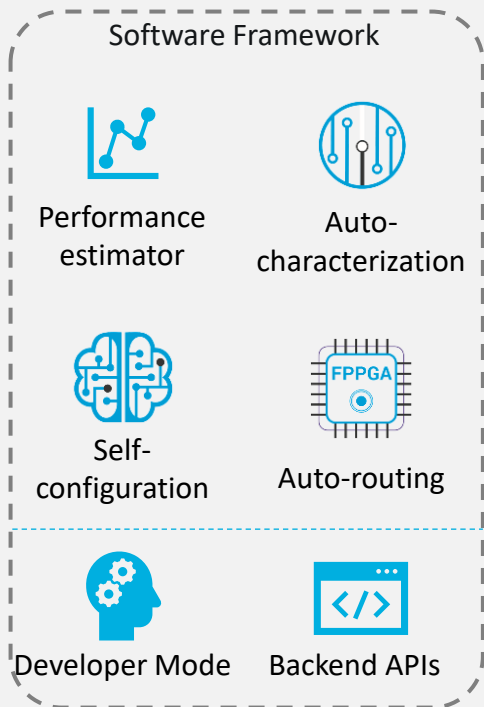 Software Framework
Performance
estimator
Auto-
characterization
Self-
configuration
FPPGA
Auto-routing
Developer Mode
</>
Backend APIs